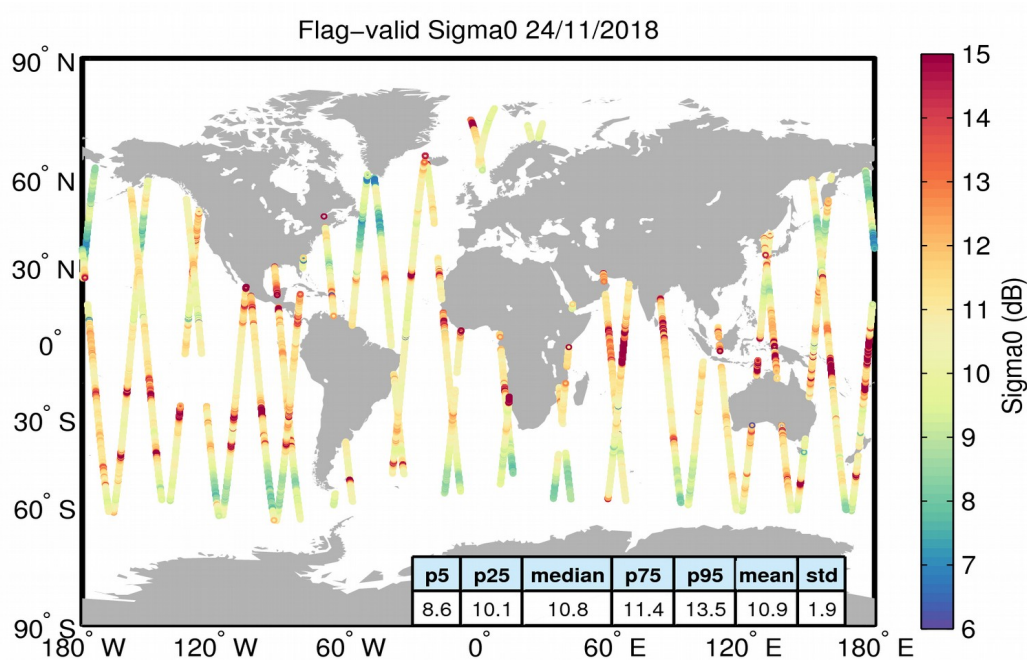 Flag−valid Sigma0 24/11/2018
90° N
60° N
30° N
0°
30° S
60° S
90° S
180° W
120° W
60° W
0°
60° E
120° E
180° E
15
14
13
12
11
10
9
8
7
6
Sigma0 (dB)
p5 p25 median p75 p95 mean std
8.6 10.1 10.8 11.4 13.5 10.9 1.9